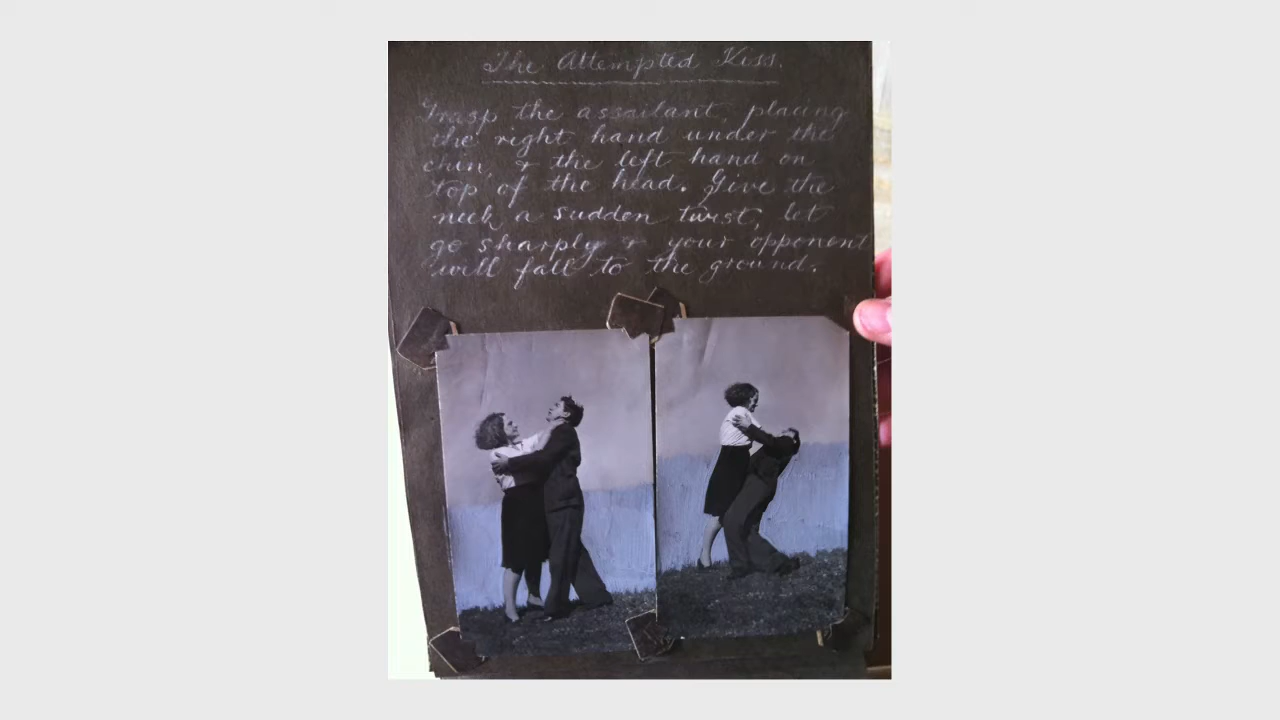 The Attempted Kiss.
Grasp the assailant, placing
the right hand under the
chin, & the left hand on
top of the head. Give the
neck a sudden twist, let
go sharply & your opponent
will fall to the ground.